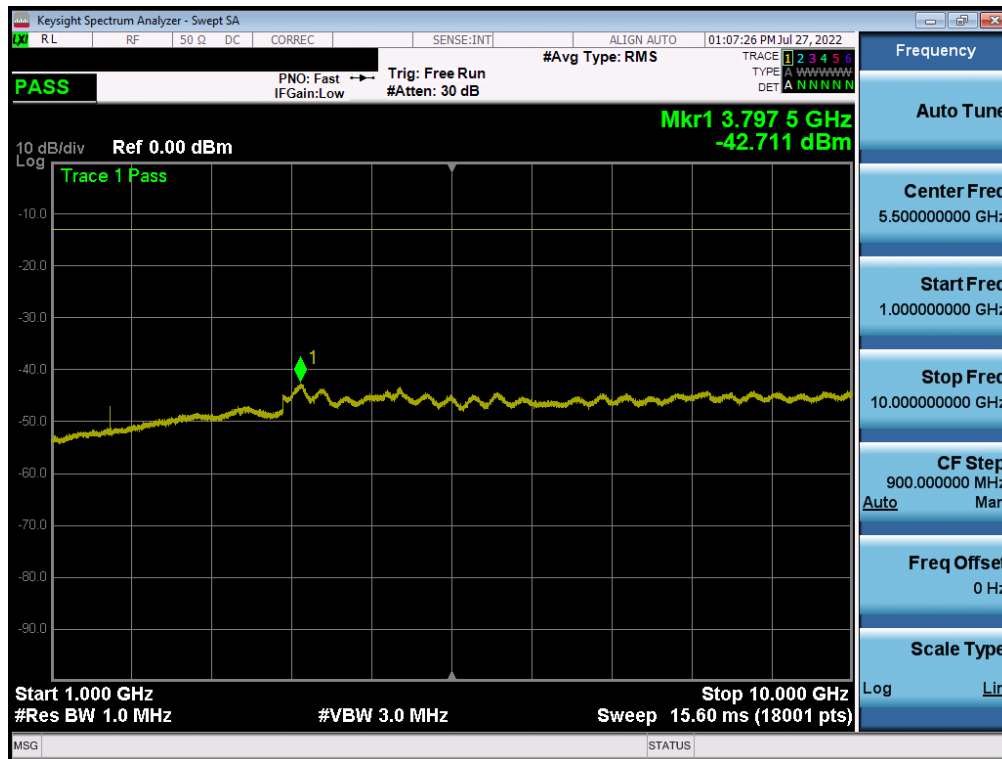 Keysight Spectrum Analyzer - Swept SA
LXI RL RF 50 Ω DC CORREC SENSE:INT ALIGN AUTO 01:07:26 PM Jul 27, 2022
Frequency
PASS
PNO: Fast
IFGain:Low
Trig: Free Run
#Atten: 30 dB
#Avg Type: RMS
TRACE 1 2 3 4 5 6
TYPE A WWWWW
DET A N N N N N
Mkr1 3.797 5 GHz
-42.711 dBm
10 dB/div Ref 0.00 dBm
Log
Trace 1 Pass
-10.0
-20.0
-30.0
1
-40.0
-50.0
-60.0
-70.0
-80.0
-90.0
Start 1.000 GHz Stop 10.000 GHz
#Res BW 1.0 MHz #VBW 3.0 MHz Sweep 15.60 ms (18001 pts)
MSG STATUS
Auto Tune
Center Freq
5.500000000 GHz
Start Freq
1.000000000 GHz
Stop Freq
10.000000000 GHz
CF Step
900.000000 MHz
Auto Man
Freq Offset
0 Hz
Scale Type
Log Lin